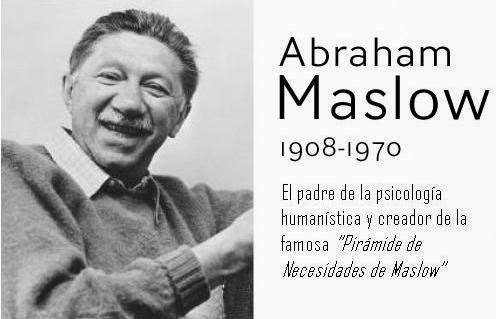 Abraham
Maslow
1908-1970
El padre de la psicología
humanística y creador de la
famosa "Pirámide de
Necesidades de Maslow"